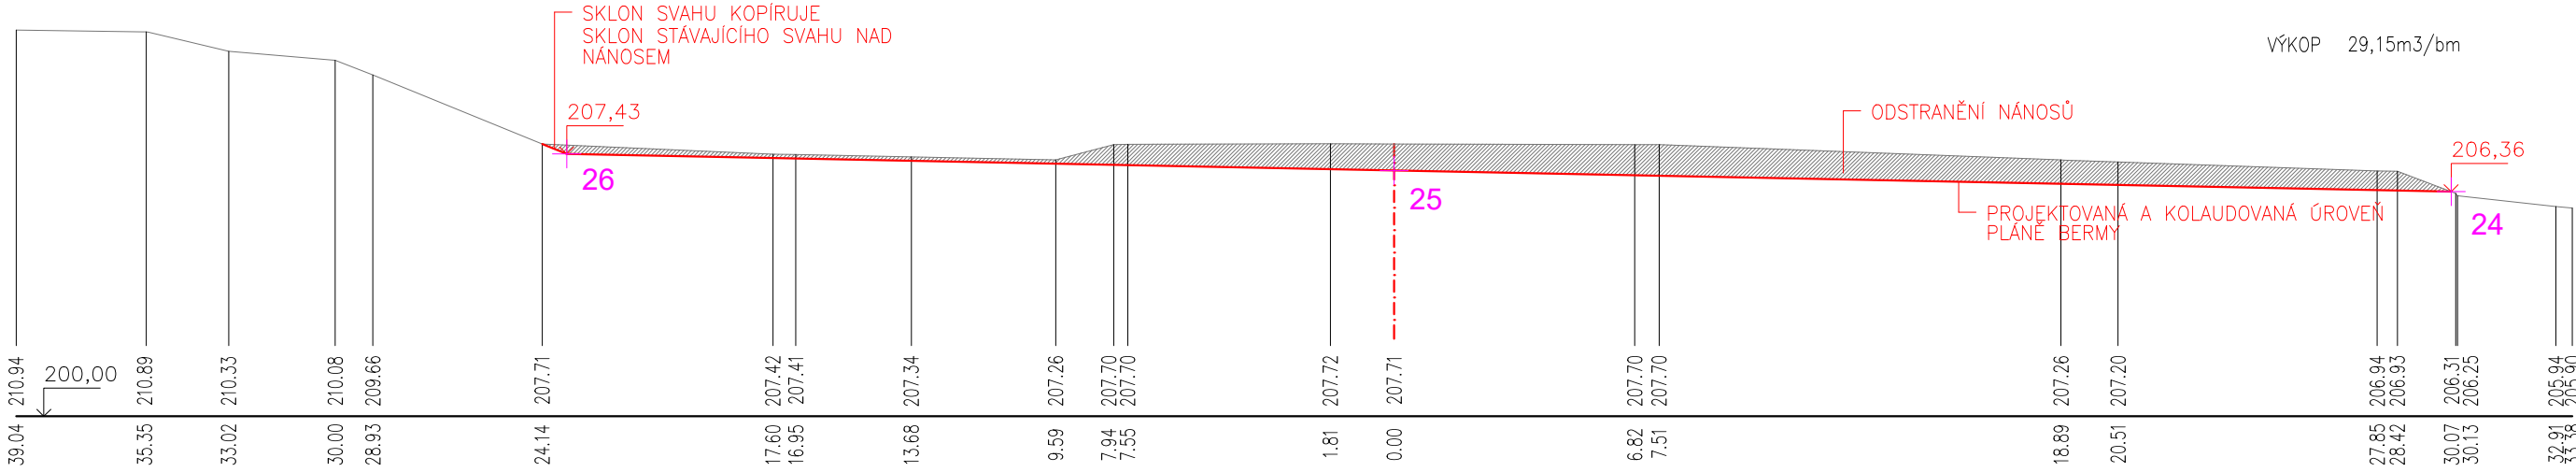 SKLON SVAHU KOPÍRUJE
SKLON STÁVAJÍCÍHO SVAHU NAD
NÁNOSEM
VÝKOP 29,15m3/bm
207,43
ODSTRANĚNÍ NÁNOSŮ
206,36
26
25
24
PROJEKTOVANÁ A KOLAUDOVANÁ ÚROVEŇ
PLÁNĚ BERMY
200,00
210.94 210.89 210.33 210.08 209.66 207.71 207.42 207.41 207.34 207.26 207.70 207.70 207.72 207.71 207.70 207.70 207.26 207.20 206.94 206.93 206.31 206.25 205.94 205.90
39.04 35.35 33.02 30.00 28.93 24.14 17.60 16.95 13.68 9.59 7.94 7.55 1.81 0.00 6.82 7.51 18.89 20.51 27.85 28.42 30.07 30.13 32.91 33.38